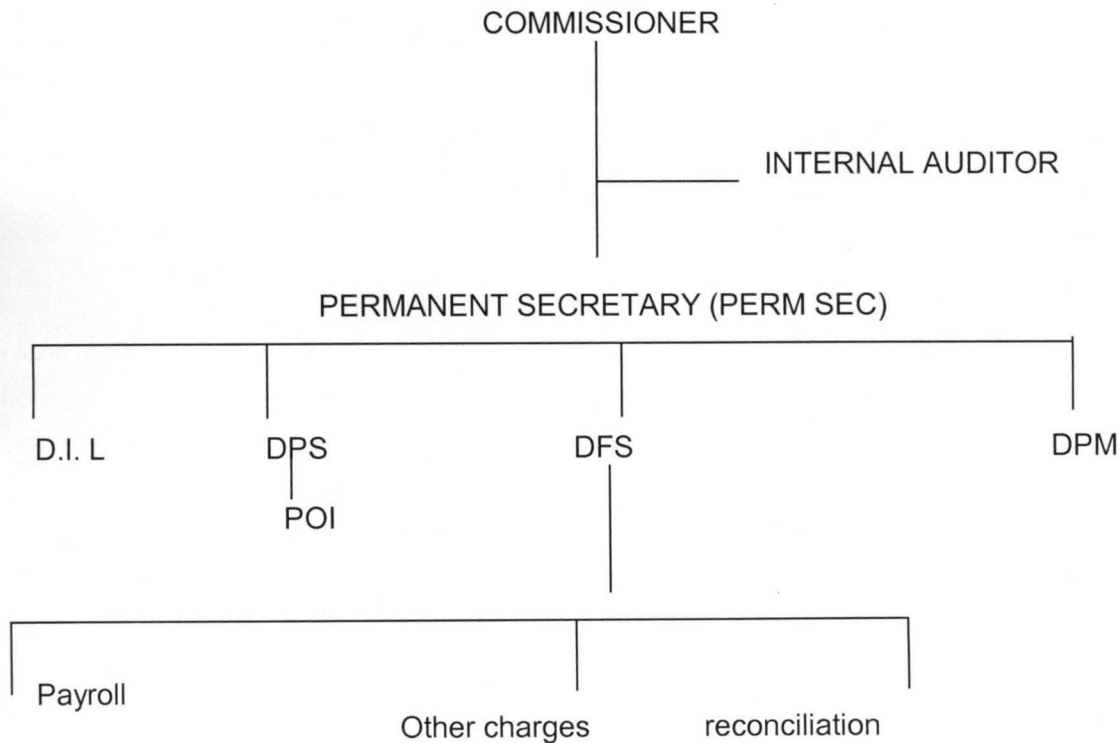 COMMISSIONER
INTERNAL AUDITOR
PERMANENT SECRETARY (PERM SEC)
D.I. L DPS DFS DPM
POI
Payroll
Other charges reconciliation